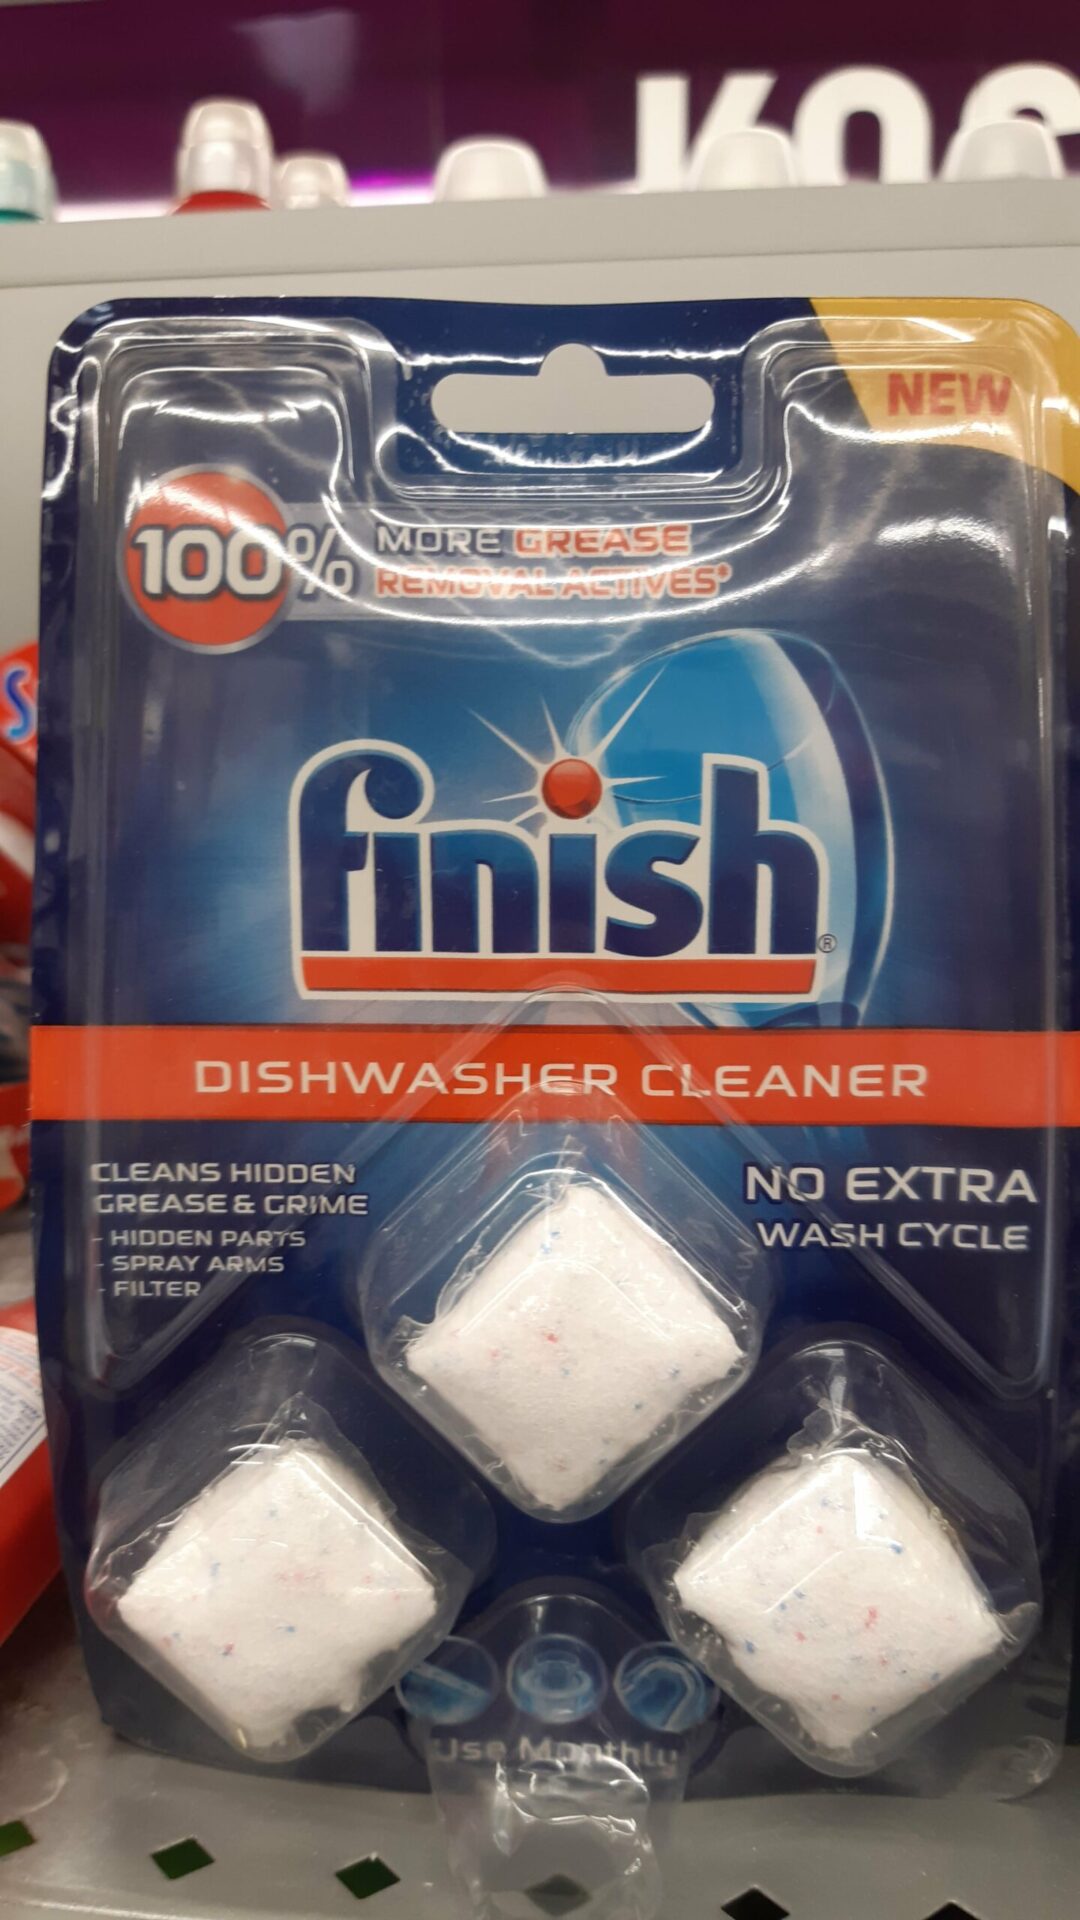 NEW
100% MORE GREASE
REMOVAL ACTIVES*
finish®
DISHWASHER CLEANER
CLEANS HIDDEN
GREASE & GRIME
- HIDDEN PARTS
- SPRAY ARMS
- FILTER
NO EXTRA
WASH CYCLE
Use Monthly